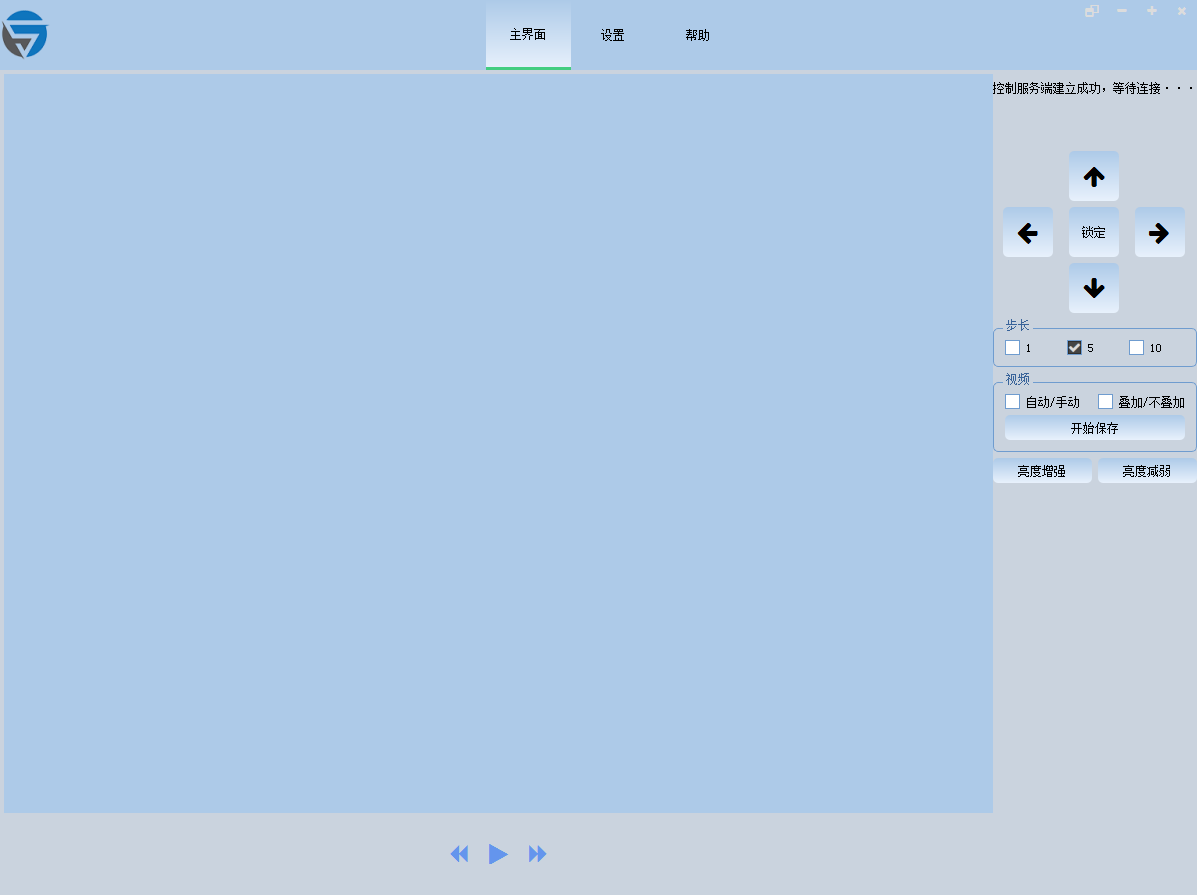 主界面
设置
帮助
控制服务端建立成功，等待连接···
锁定
步长
1
5
10
视频
自动/手动
叠加/不叠加
开始保存
亮度增强
亮度减弱